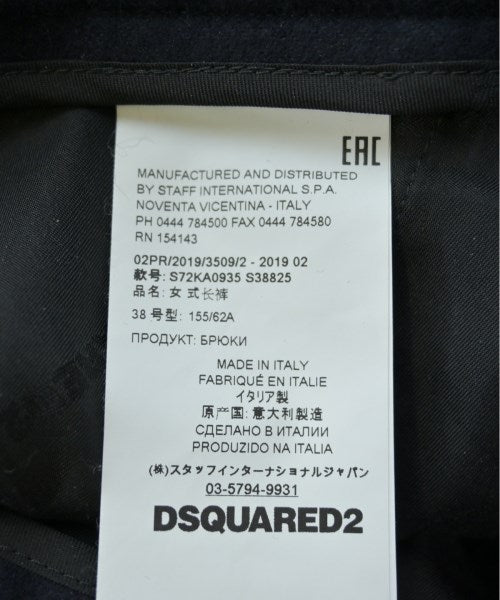 EAC
MANUFACTURED AND DISTRIBUTED
BY STAFF INTERNATIONAL S.P.A.
NOVENTA VICENTINA - ITALY
PH 0444 784500 FAX 0444 784580
RN 154143
02PR/2019/3509/2 - 2019 02
款号: S72KA0935 S38825
品名: 女式长裤
38 号型: 155/62A
ПРОДУКТ: БРЮКИ
MADE IN ITALY
FABRIQUÉ EN ITALIE
イタリア製
原产国: 意大利製造
СДЕЛАНО В ИТАЛИИ
PRODUZIDO NA ITALIA
(株)スタッフインターナショナルジャパン
03-5794-9931
DSQUARED2